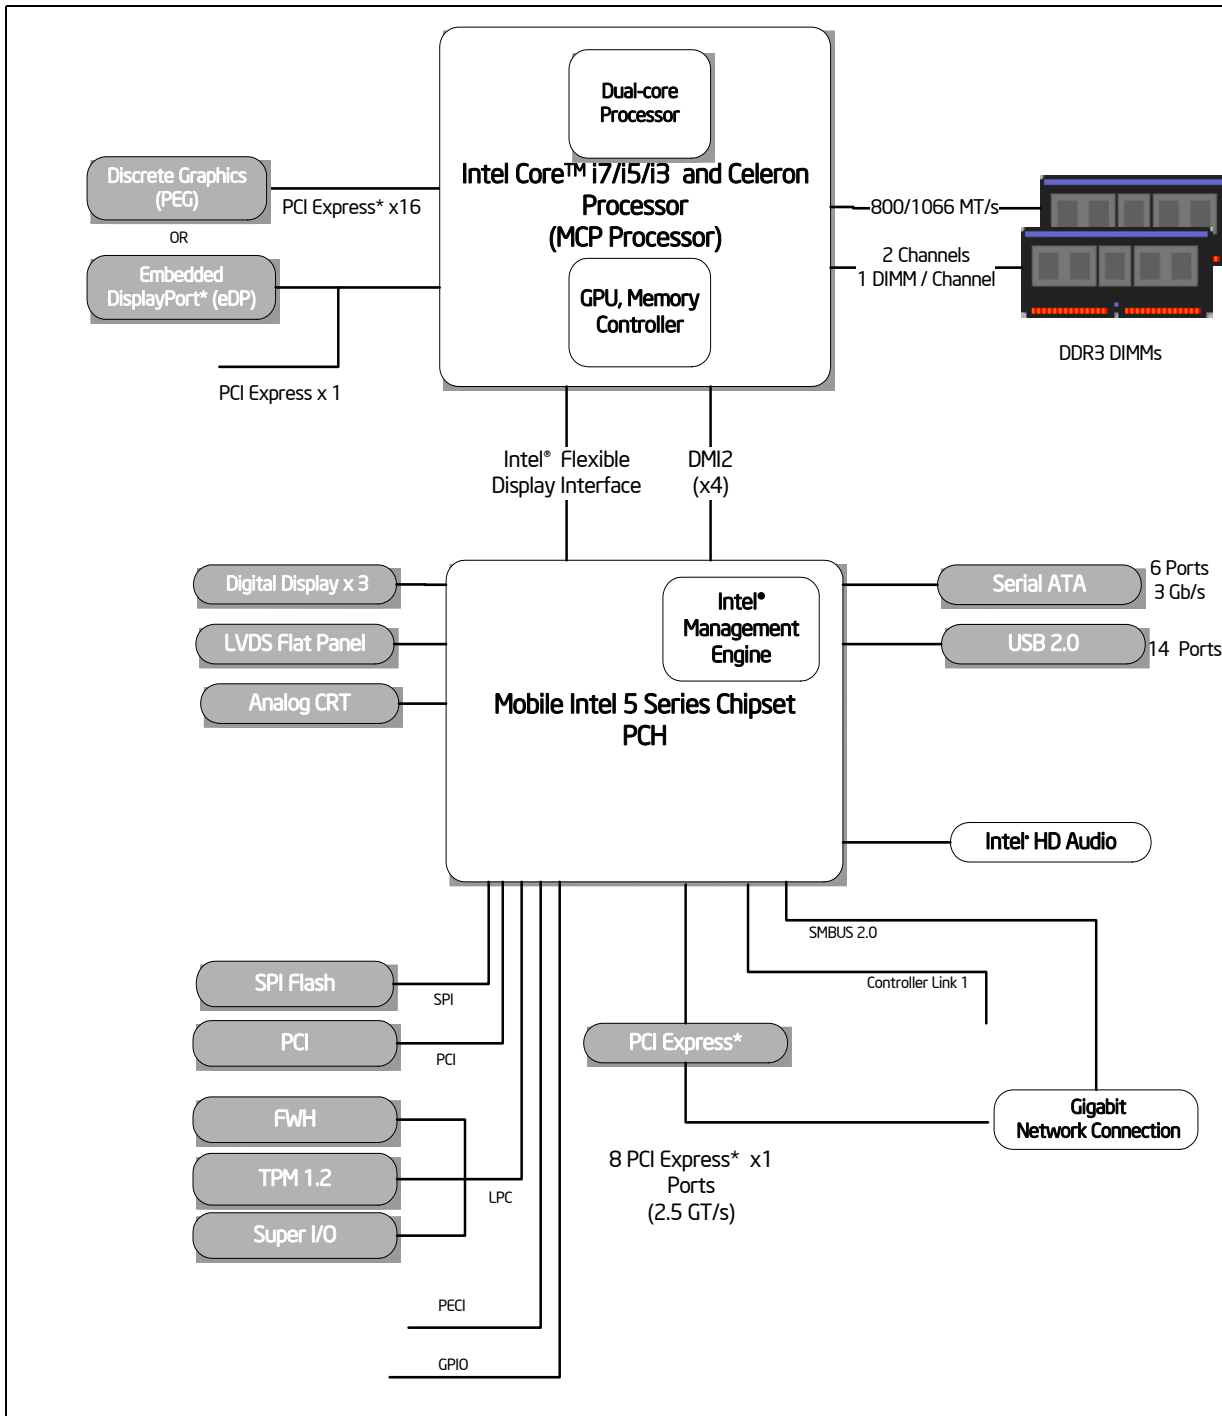 Dual-core
Processor
Intel Core™ i7/i5/i3 and Celeron
Processor
(MCP Processor)
GPU, Memory
Controller
Discrete Graphics
(PEG)
PCI Express* x16
OR
Embedded
DisplayPort* (eDP)
PCI Express x 1
800/1066 MT/s
2 Channels
1 DIMM / Channel
DDR3 DIMMs
Intel® Flexible
Display Interface
DMI2
(x4)
Digital Display x 3
LVDS Flat Panel
Analog CRT
Intel®
Management
Engine
Mobile Intel 5 Series Chipset
PCH
Serial ATA
6 Ports
3 Gb/s
USB 2.0
14 Ports
Intel® HD Audio
SMBUS 2.0
Controller Link 1
SPI Flash
SPI
PCI
PCI
PCI Express*
FWH
TPM 1.2
LPC
Super I/O
8 PCI Express* x1
Ports
(2.5 GT/s)
Gigabit
Network Connection
PECI
GPIO